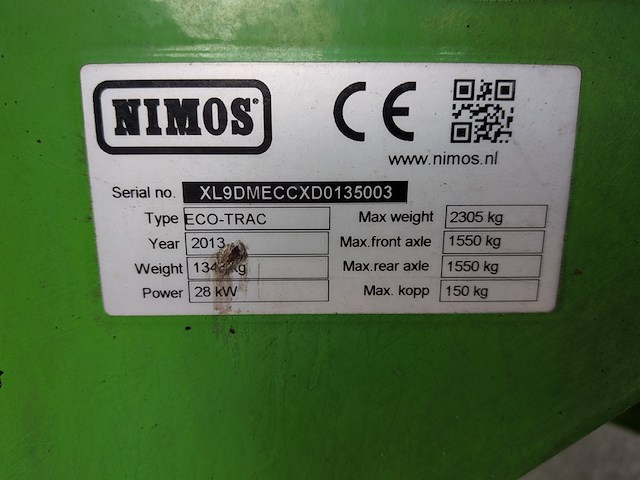 NIMOS®
CE
www.nimos.nl
Serial no. XL9DMECCXD0135003
Type ECO-TRAC Max weight 2305 kg
Year 2013 Max.front axle 1550 kg
Weight kg Max.rear axle 1550 kg
Power 28 kW Max. kopp 150 kg